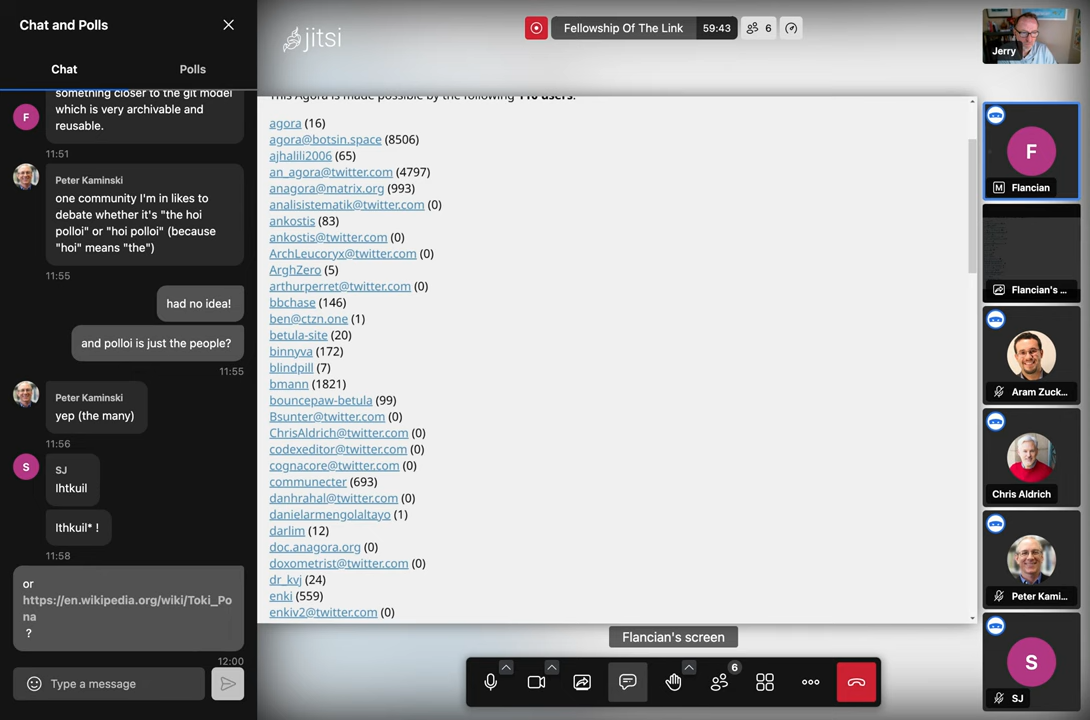 Chat and Polls
Chat
Polls
something closer to the git model
which is very archivable and
reusable.
F
11:51
Peter Kaminski
one community I'm in likes to
debate whether it's "the hoi
polloi" or "hoi polloi" (because
"hoi" means "the")
11:55
had no idea!
and polloi is just the people?
11:55
Peter Kaminski
yep (the many)
11:56
S
SJ
Ihtkuil
Ithkuil* !
11:58
or
https://en.wikipedia.org/wiki/Toki_Po
na
?
12:00
Type a message
jitsi
Fellowship Of The Link
59:43
6
This Agora is made possible by the following 110 users:
agora (16)
agora@botsin.space (8506)
ajhalili2006 (65)
an_agora@twitter.com (4797)
anagora@matrix.org (993)
analisistematik@twitter.com (0)
ankostis (83)
ankostis@twitter.com (0)
ArchLeucoryx@twitter.com (0)
ArghZero (5)
arthurperret@twitter.com (0)
bbchase (146)
ben@ctzn.one (1)
betula-site (20)
binnyva (172)
blindpill (7)
bmann (1821)
bouncepaw-betula (99)
Bsunter@twitter.com (0)
ChrisAldrich@twitter.com (0)
codexeditor@twitter.com (0)
cognacore@twitter.com (0)
communecter (693)
danhrahal@twitter.com (0)
danielarmengolaltayo (1)
darlim (12)
doc.anagora.org (0)
doxometrist@twitter.com (0)
dr_kvj (24)
enki (559)
enkiv2@twitter.com (0)
Flancian's screen
6
Jerry
F
M
Flancian
Flancian's ...
Aram Zuck...
Chris Aldrich
Peter Kami...
S
SJ